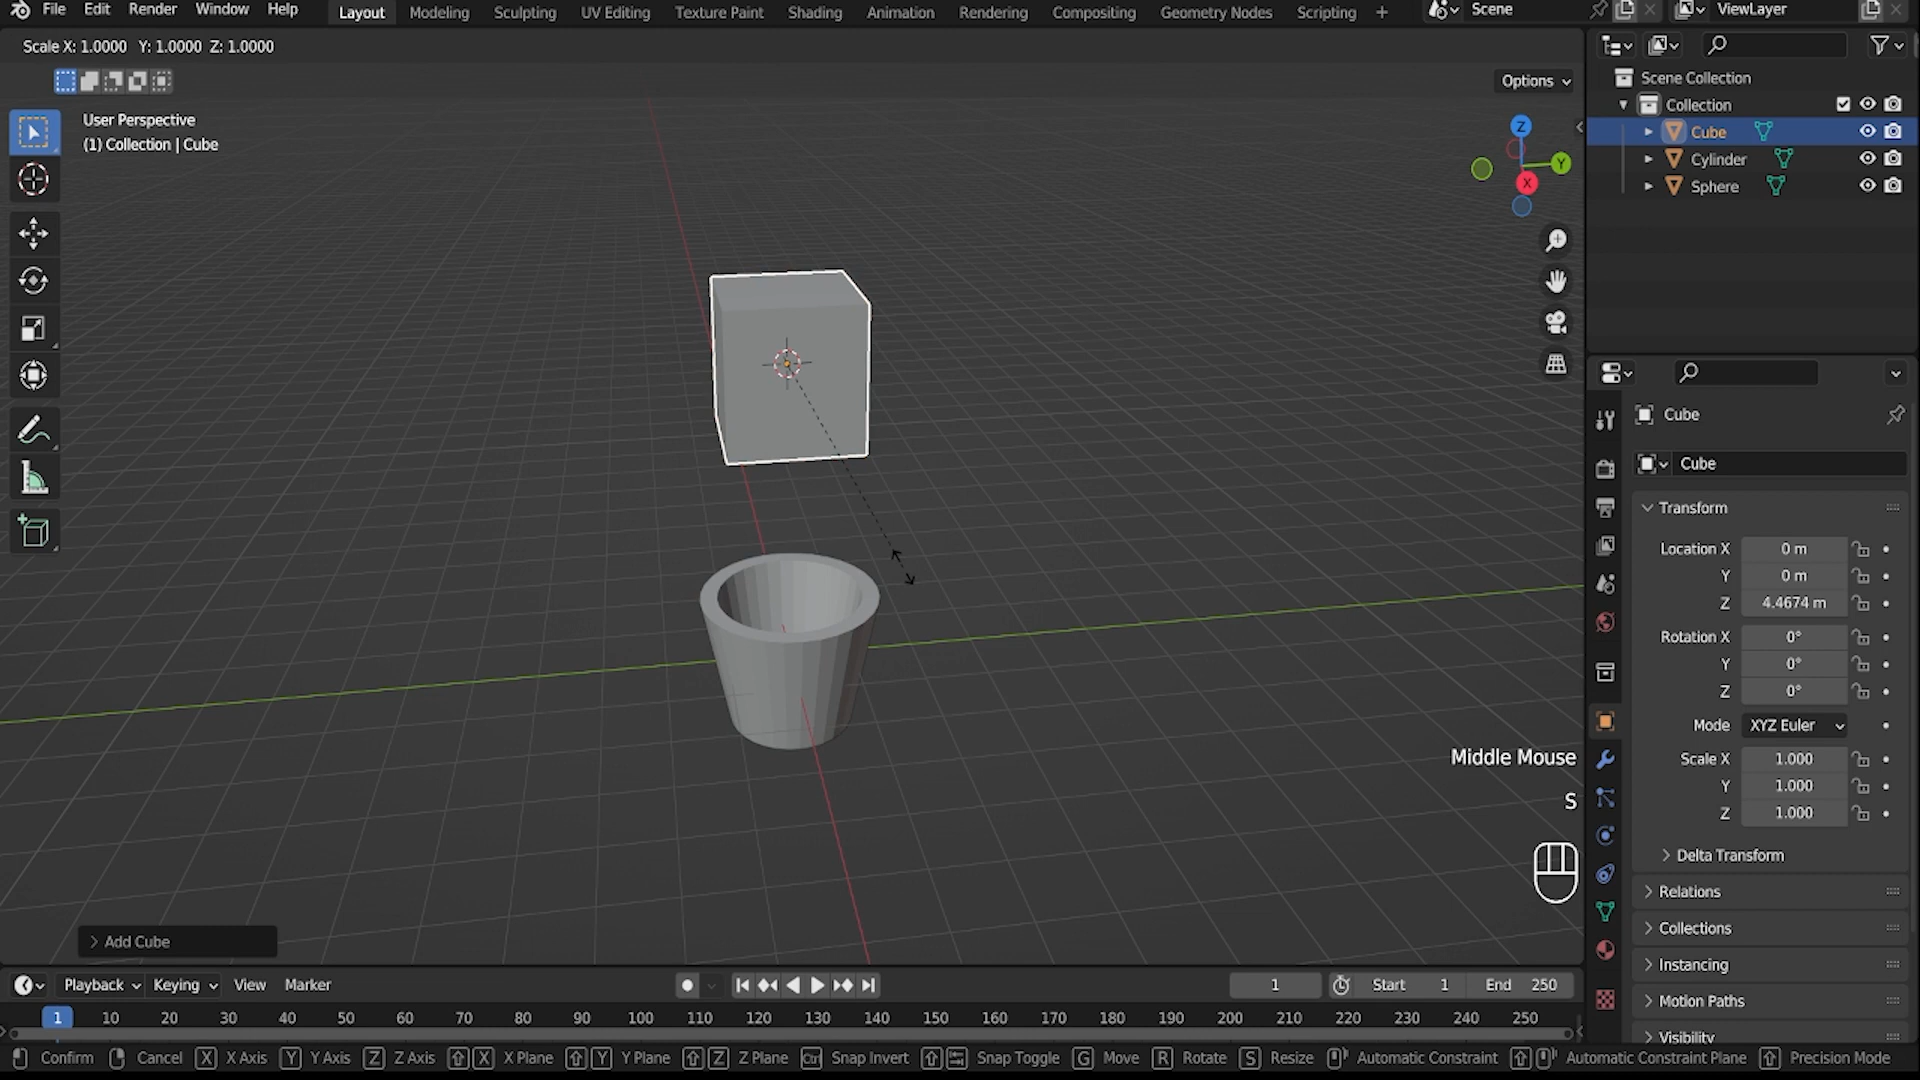 File Edit Render Window Help Layout Modeling Sculpting UV Editing Texture Paint Shading Animation Rendering Compositing Geometry Nodes Scripting + Scene ViewLayer
Scale X: 1.0000 Y: 1.0000 Z: 1.0000
Options
User Perspective
(1) Collection | Cube
Z
Y
X
Scene Collection
Collection
Cube
Cylinder
Sphere
Cube
Cube
Transform
Location X 0 m
Y 0 m
Z 4.4674 m
Rotation X 0°
Y 0°
Z 0°
Mode XYZ Euler
Scale X 1.000
Y 1.000
Z 1.000
Delta Transform
Relations
Collections
Instancing
Motion Paths
Visibility
Middle Mouse
S
Add Cube
Playback Keying View Marker 1 Start 1 End 250
1 10 20 30 40 50 60 70 80 90 100 110 120 130 140 150 160 170 180 190 200 210 220 230 240 250
Confirm Cancel X X Axis Y Y Axis Z Z Axis X X Plane Y Y Plane Z Z Plane Ctrl Snap Invert Snap Toggle G Move R Rotate S Resize Automatic Constraint Automatic Constraint Plane Precision Mode